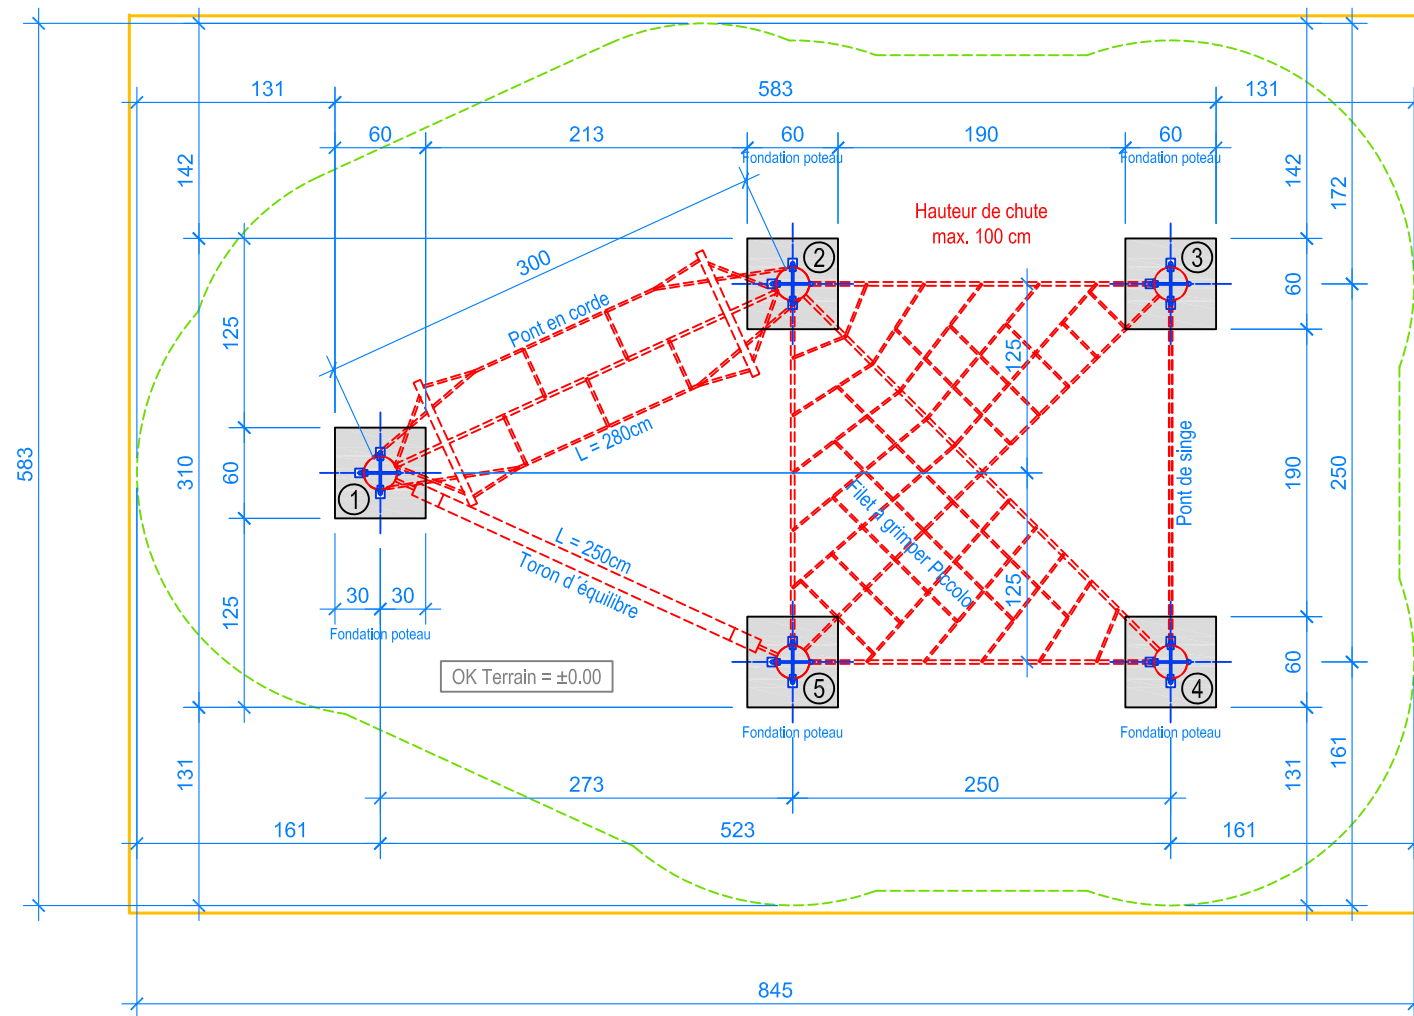 131
583
131
60
213
60
190
60
Fondation poteau
Fondation poteau
142
142
172
Hauteur de chute
max. 100 cm
2
3
300
Pont en corde
60
125
125
L = 280cm
583
310
60
1
190
250
Pont de singe
Filet à grimper Piccolo
L = 250cm
Toron d´équilibre
125
125
30
30
Fondation poteau
OK Terrain = ±0.00
5
4
60
Fondation poteau
Fondation poteau
131
131
161
273
250
161
523
161
845